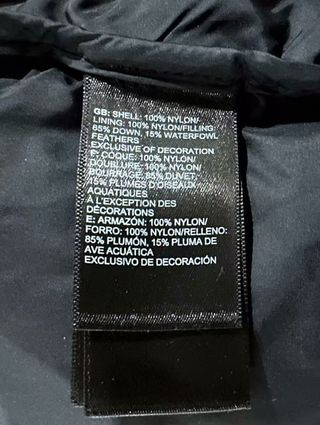 GB: SHELL: 100% NYLON/
LINING: 100% NYLON/FILLING:
85% DOWN, 15% WATERFOWL
FEATHERS
EXCLUSIVE OF DECORATION
F: COQUE: 100% NYLON/
DOUBLURE: 100% NYLON/
BOURRAGE: 85% DUVET,
15% PLUMES D'OISEAUX
AQUATIQUES
À L'EXCEPTION DES
DÉCORATIONS
E: ARMAZÓN: 100% NYLON/
FORRO: 100% NYLON/RELLENO:
85% PLUMÓN, 15% PLUMA DE
AVE ACUÁTICA
EXCLUSIVO DE DECORACIÓN